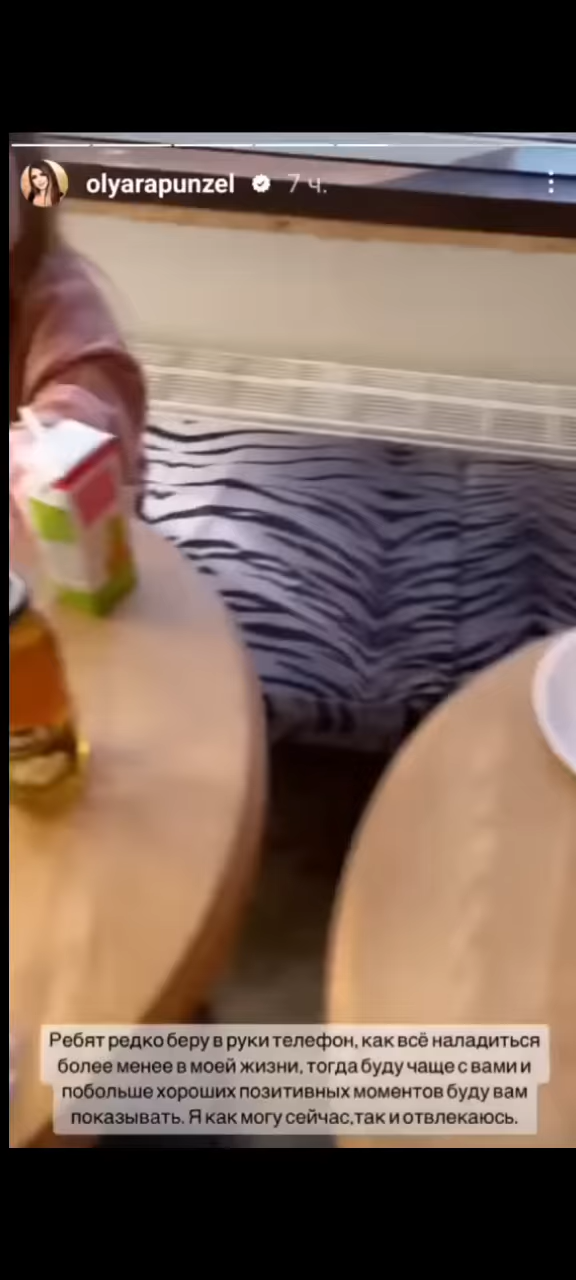 olyarapunzel 7 ч.
Ребят редко беру в руки телефон, как всё наладиться
более менее в моей жизни, тогда буду чаще с вами и
побольше хороших позитивных моментов буду вам
показывать. Я как могу сейчас,так и отвлекаюсь.